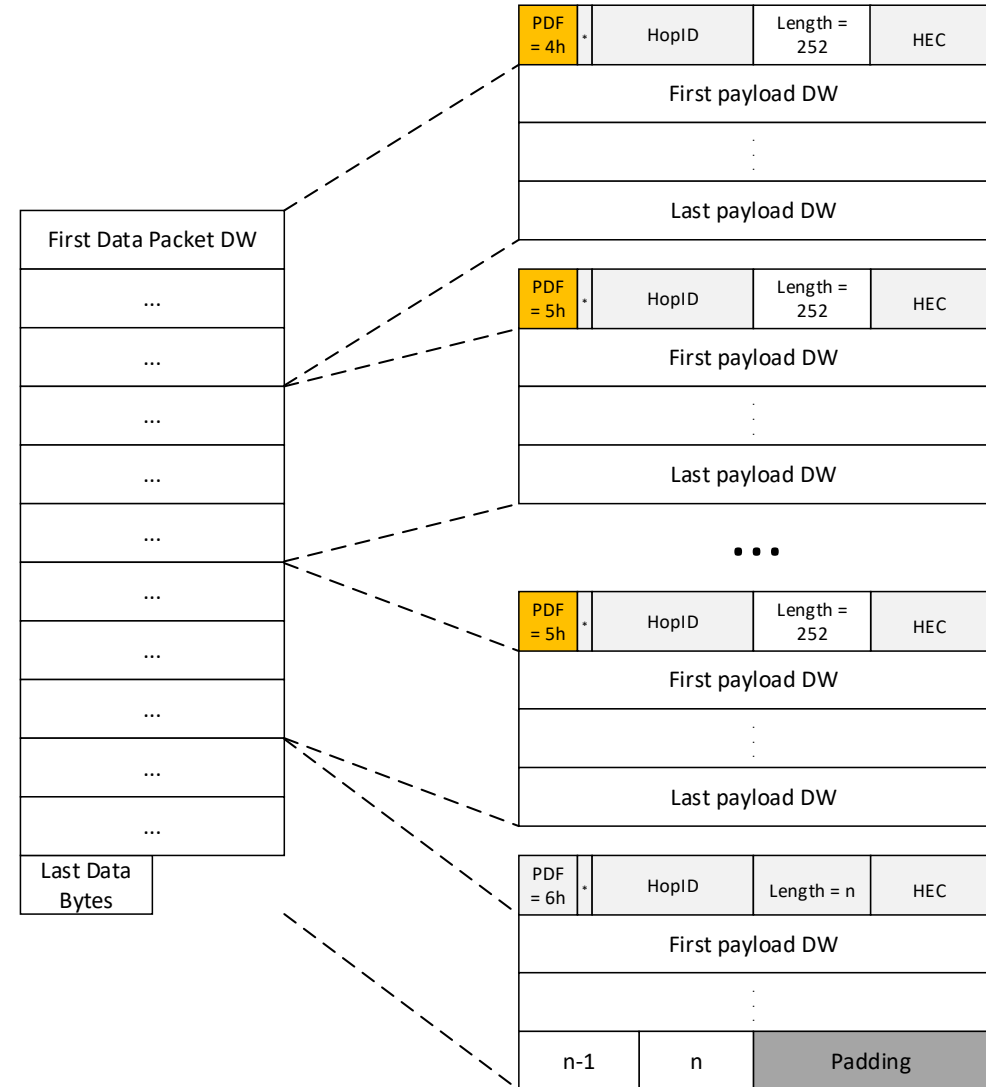 First Data Packet DW
...
...
...
...
...
...
...
...
...
...
Last Data
Bytes
PDF
= 4h
*
HopID
Length =
252
HEC
First payload DW
.
.
.
Last payload DW
PDF
= 5h
*
HopID
Length =
252
HEC
First payload DW
.
.
.
Last payload DW
...
PDF
= 5h
*
HopID
Length =
252
HEC
First payload DW
.
.
.
Last payload DW
PDF
= 6h
*
HopID
Length = n
HEC
First payload DW
.
.
.
n-1
n
Padding